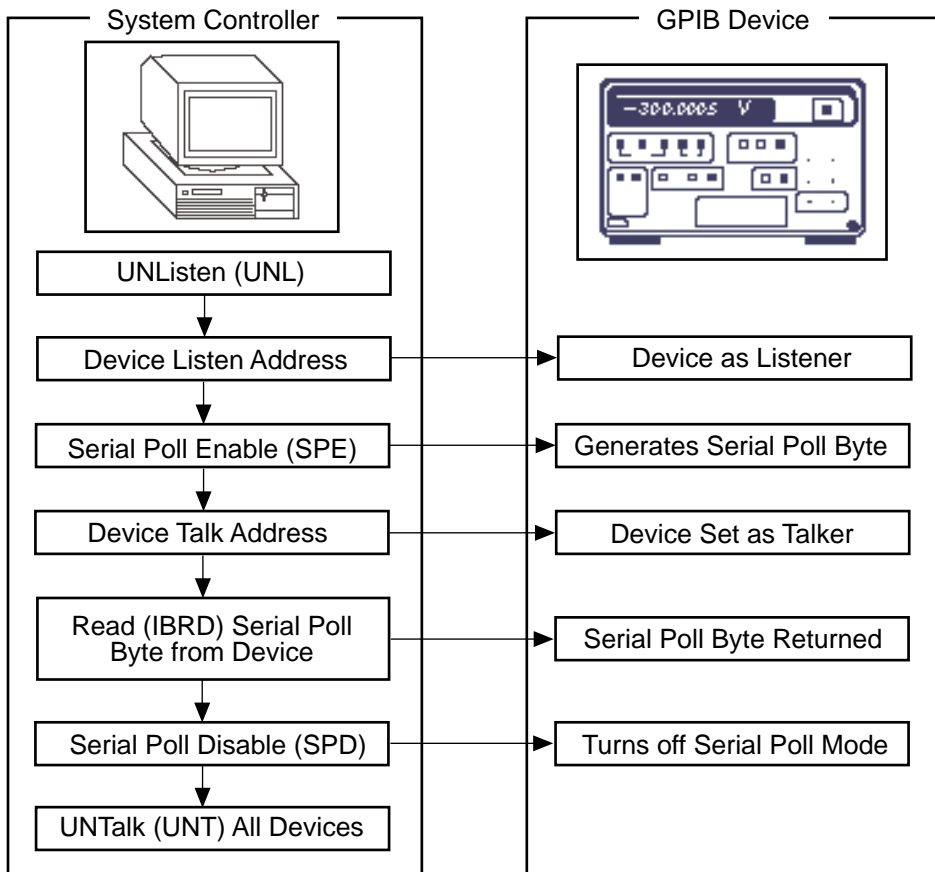 System Controller
GPIB Device
-300.0005 V
UNListen (UNL)
Device Listen Address
Device as Listener
Serial Poll Enable (SPE)
Generates Serial Poll Byte
Device Talk Address
Device Set as Talker
Read (IBRD) Serial Poll
Byte from Device
Serial Poll Byte Returned
Serial Poll Disable (SPD)
Turns off Serial Poll Mode
UNTalk (UNT) All Devices